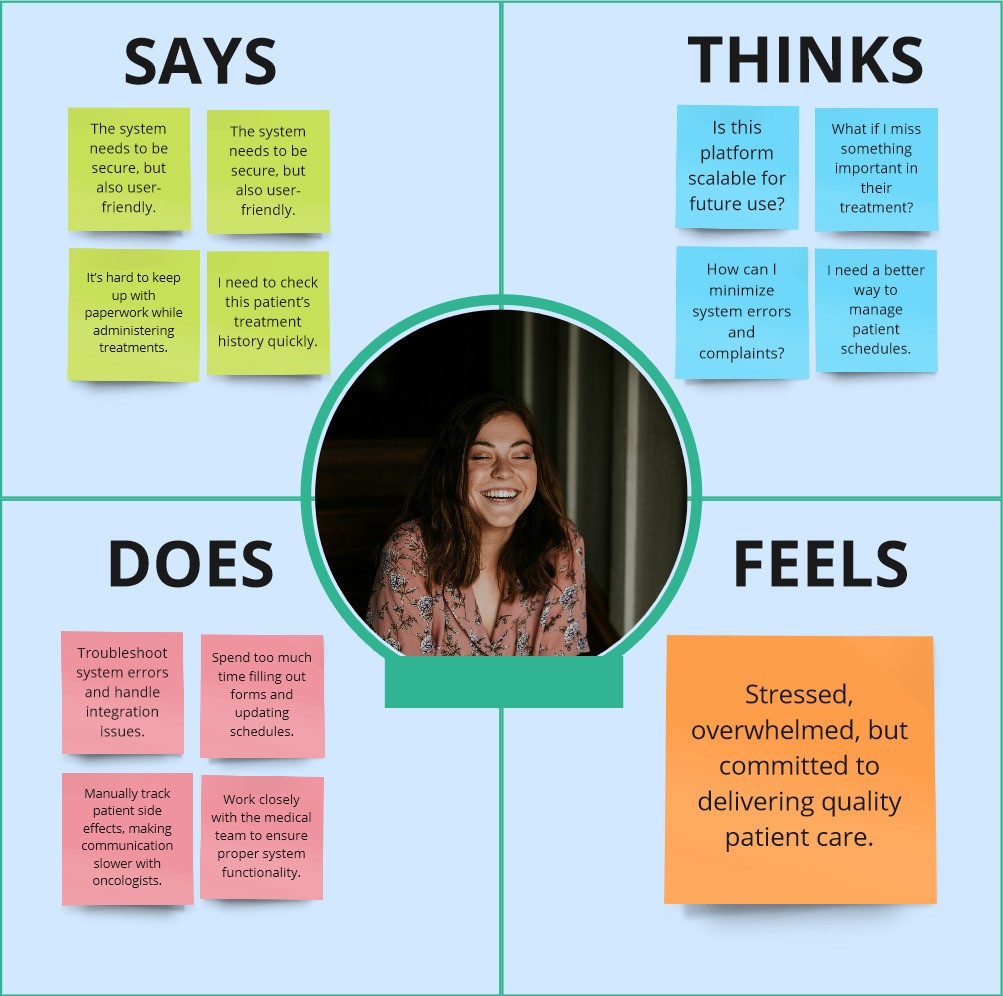 SAYS
The system
needs to be
secure, but
also user-
friendly.
The system
needs to be
secure, but
also user-
friendly.
It's hard to keep
up with
paperwork while
administering
treatments.
I need to check
this patient's
treatment
history quickly.
THINKS
Is this
platform
scalable for
future use?
What if I miss
something
important in
their
treatment?
How can I
minimize
system errors
and
complaints?
I need a better
way to
manage
patient
schedules.
DOES
Troubleshoot
system errors
and handle
integration
issues.
Spend too much
time filling out
forms and
updating
schedules.
Manually track
patient side
effects, making
communication
slower with
oncologists.
Work closely
with the medical
team to ensure
proper system
functionality.
FEELS
Stressed,
overwhelmed, but
committed to
delivering quality
patient care.